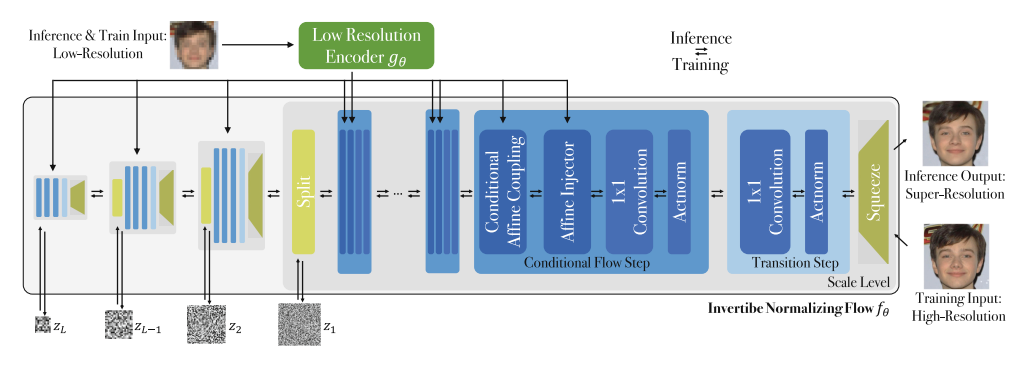 Inference & Train Input:
Low-Resolution
Low Resolution
Encoder gθ
Inference
Training
Split
...
Conditional
Affine Coupling
Affine Injector
1x1
Convolution
Actnorm
Conditional Flow Step
1x1
Convolution
Actnorm
Transition Step
Squeeze
Scale Level
Inference Output:
Super-Resolution
Training Input:
High-Resolution
Invertibe Normalizing Flow fθ
zL
zL−1
z2
z1